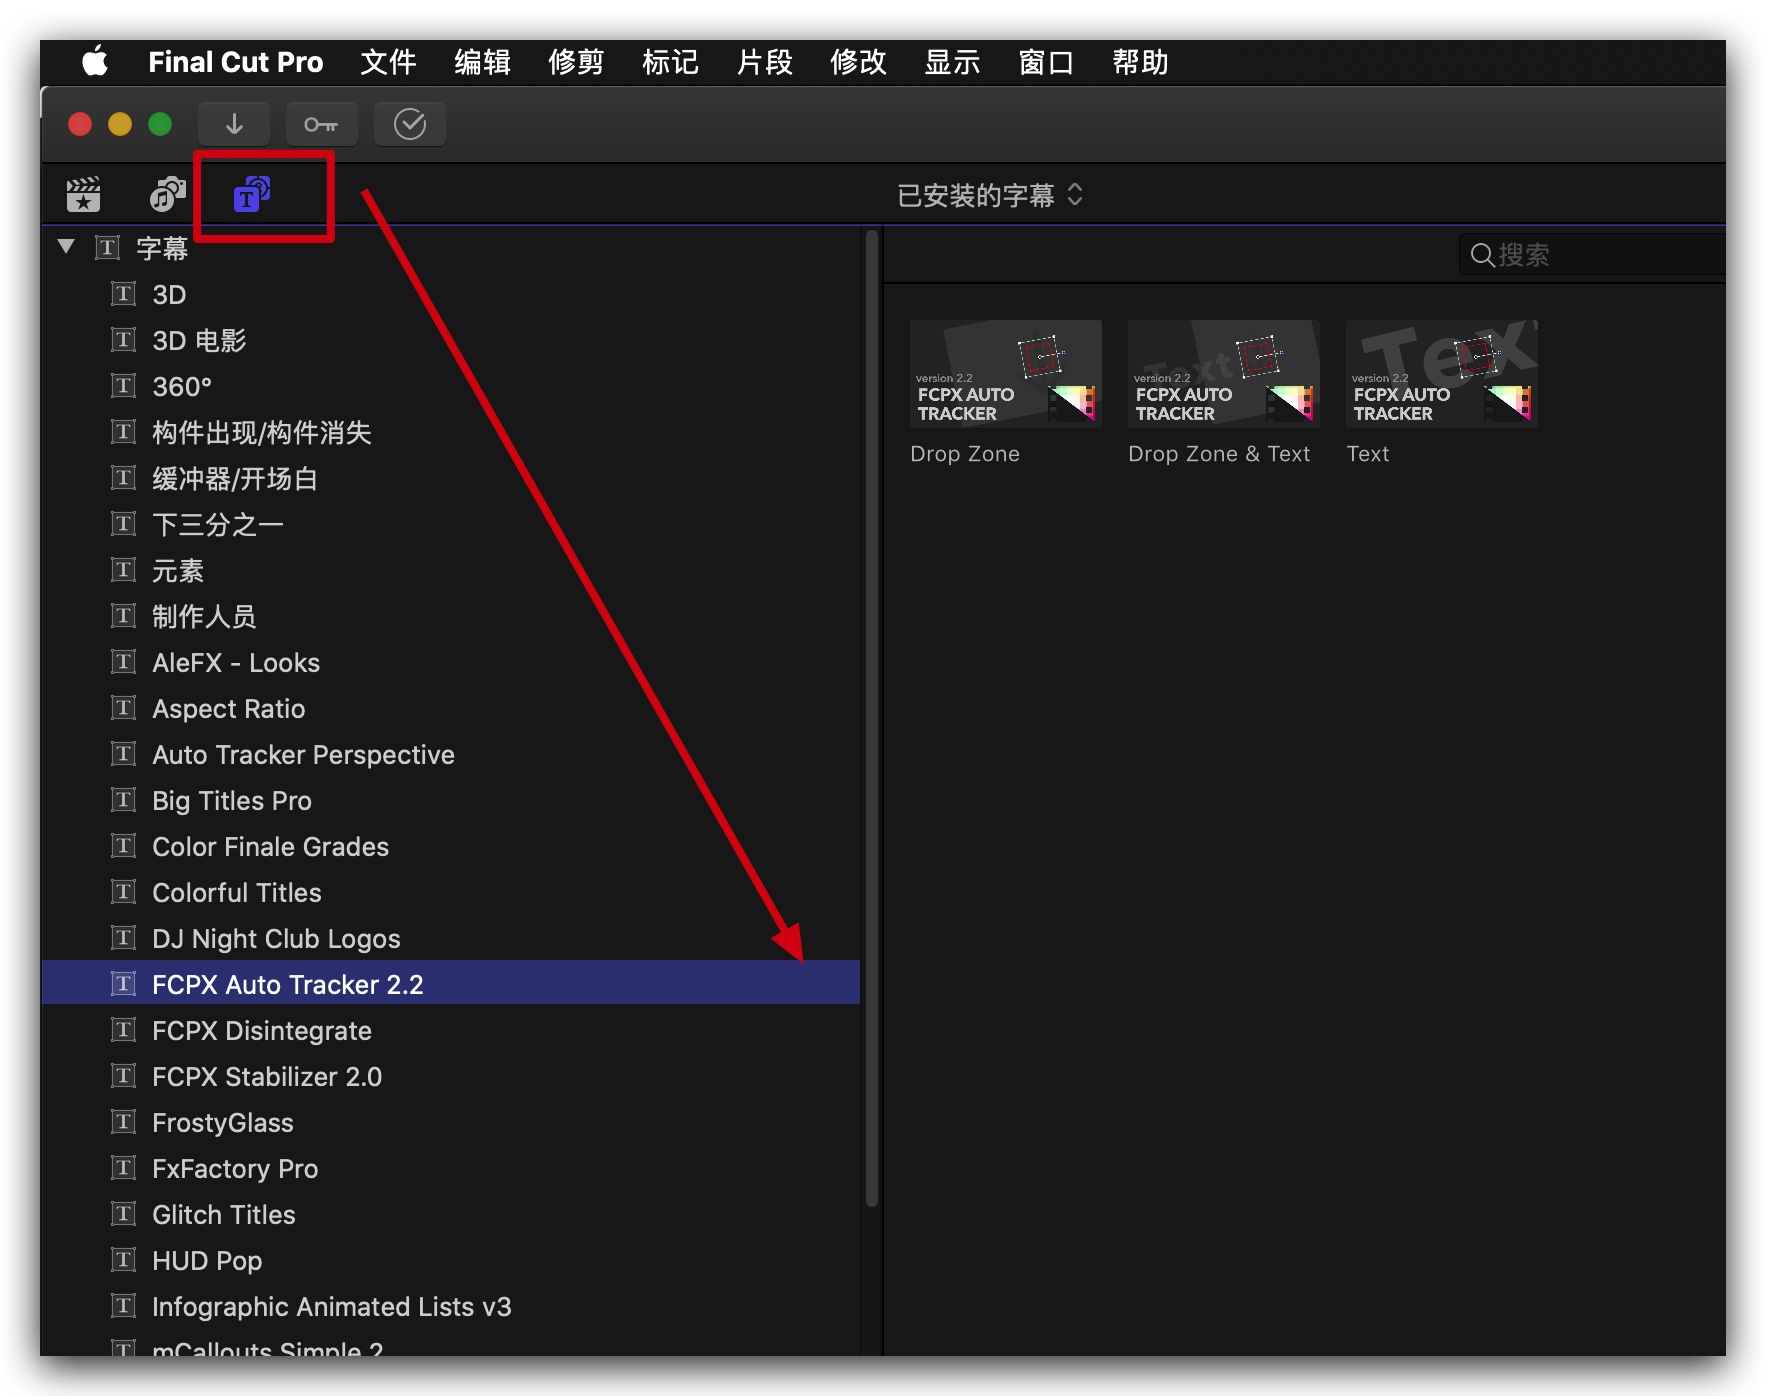 Final Cut Pro 文件 编辑 修剪 标记 片段 修改 显示 窗口 帮助
已安装的字幕
字幕
搜索
3D
3D 电影
360°
构件出现/构件消失
缓冲器/开场白
下三分之一
元素
制作人员
AleFX - Looks
Aspect Ratio
Auto Tracker Perspective
Big Titles Pro
Color Finale Grades
Colorful Titles
DJ Night Club Logos
FCPX Auto Tracker 2.2
FCPX Disintegrate
FCPX Stabilizer 2.0
FrostyGlass
FxFactory Pro
Glitch Titles
HUD Pop
Infographic Animated Lists v3
mCallouts Simple 2
version 2.2
FCPX AUTO
TRACKER
Drop Zone
Text
version 2.2
FCPX AUTO
TRACKER
Drop Zone & Text
Tex
version 2.2
FCPX AUTO
TRACKER
Text